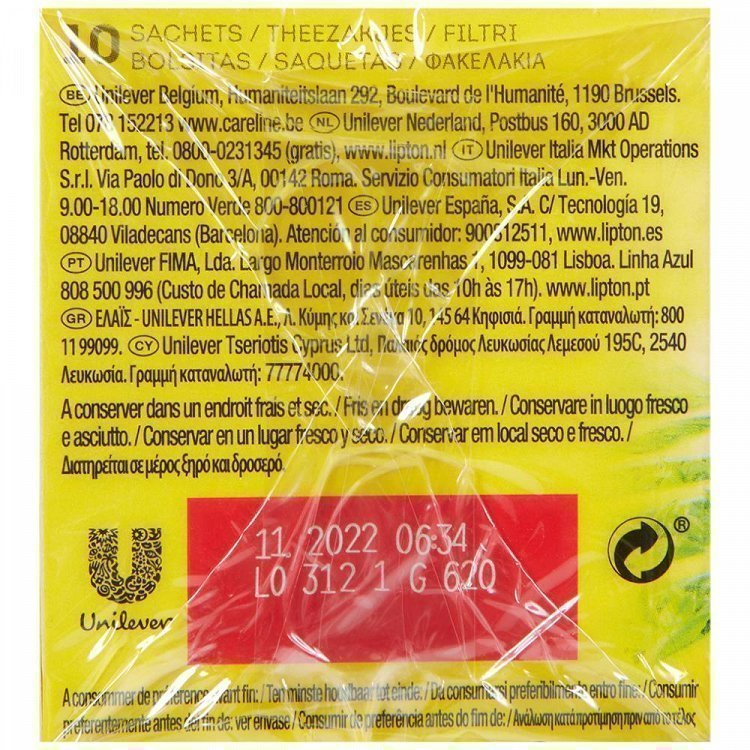 10 SACHETS / THEEZAKJES / FILTRI
BOLSITAS / SAQUETAS / ΦΑΚΕΛΑΚΙΑ
BE Unilever Belgium, Humaniteitslaan 292, Boulevard de l'Humanité, 1190 Brussels.
Tel 078 152213 www.careline.be NL Unilever Nederland, Postbus 160, 3000 AD
Rotterdam, tel. 0800-0231345 (gratis), www.lipton.nl IT Unilever Italia Mkt Operations
S.r.l. Via Paolo di Dono 3/A, 00142 Roma. Servizio Consumatori Italia Lun.-Ven.
9.00-18.00 Numero Verde 800-800121 ES Unilever España, S.A. C/ Tecnología 19,
08840 Viladecans (Barcelona). Atención al consumidor: 900812511, www.lipton.es
PT Unilever FIMA, Lda. Largo Monterroio Mascarenhas 1, 1099-081 Lisboa. Linha Azul
808 500 996 (Custo de Chamada Local, dias úteis das 10h às 17h). www.lipton.pt
GR ΕΛΑΪΣ - UNILEVER HELLAS A.E., Λ. Κύμης κα. Σενέκα 10, 145 64 Κηφισιά. Γραμμή καταναλωτή: 800
11 99099. CY Unilever Tseriotis Cyprus Ltd, Παλαιός δρόμος Λευκωσίας Λεμεσού 195C, 2540
Λευκωσία. Γραμμή καταναλωτή: 77774000.
A conserver dans un endroit frais et sec. / Fris en droog bewaren. / Conservare in luogo fresco
e asciutto. / Conservar en un lugar fresco y seco. / Conservar em local seco e fresco. /
Διατηρείται σε μέρος ξηρό και δροσερό.
11. 2022 06:34
LO 312 1 G 620
Unilever
®
A consommer de préférence avant fin: / Ten minste houdbaar tot einde: / Da consumarsi preferibilmente entro fine: / Consumir
preferentemente antes del fin de: ver envase / Consumir de preferência antes do fim de: / Ανάλωση κατά προτίμηση πριν από το τέλος